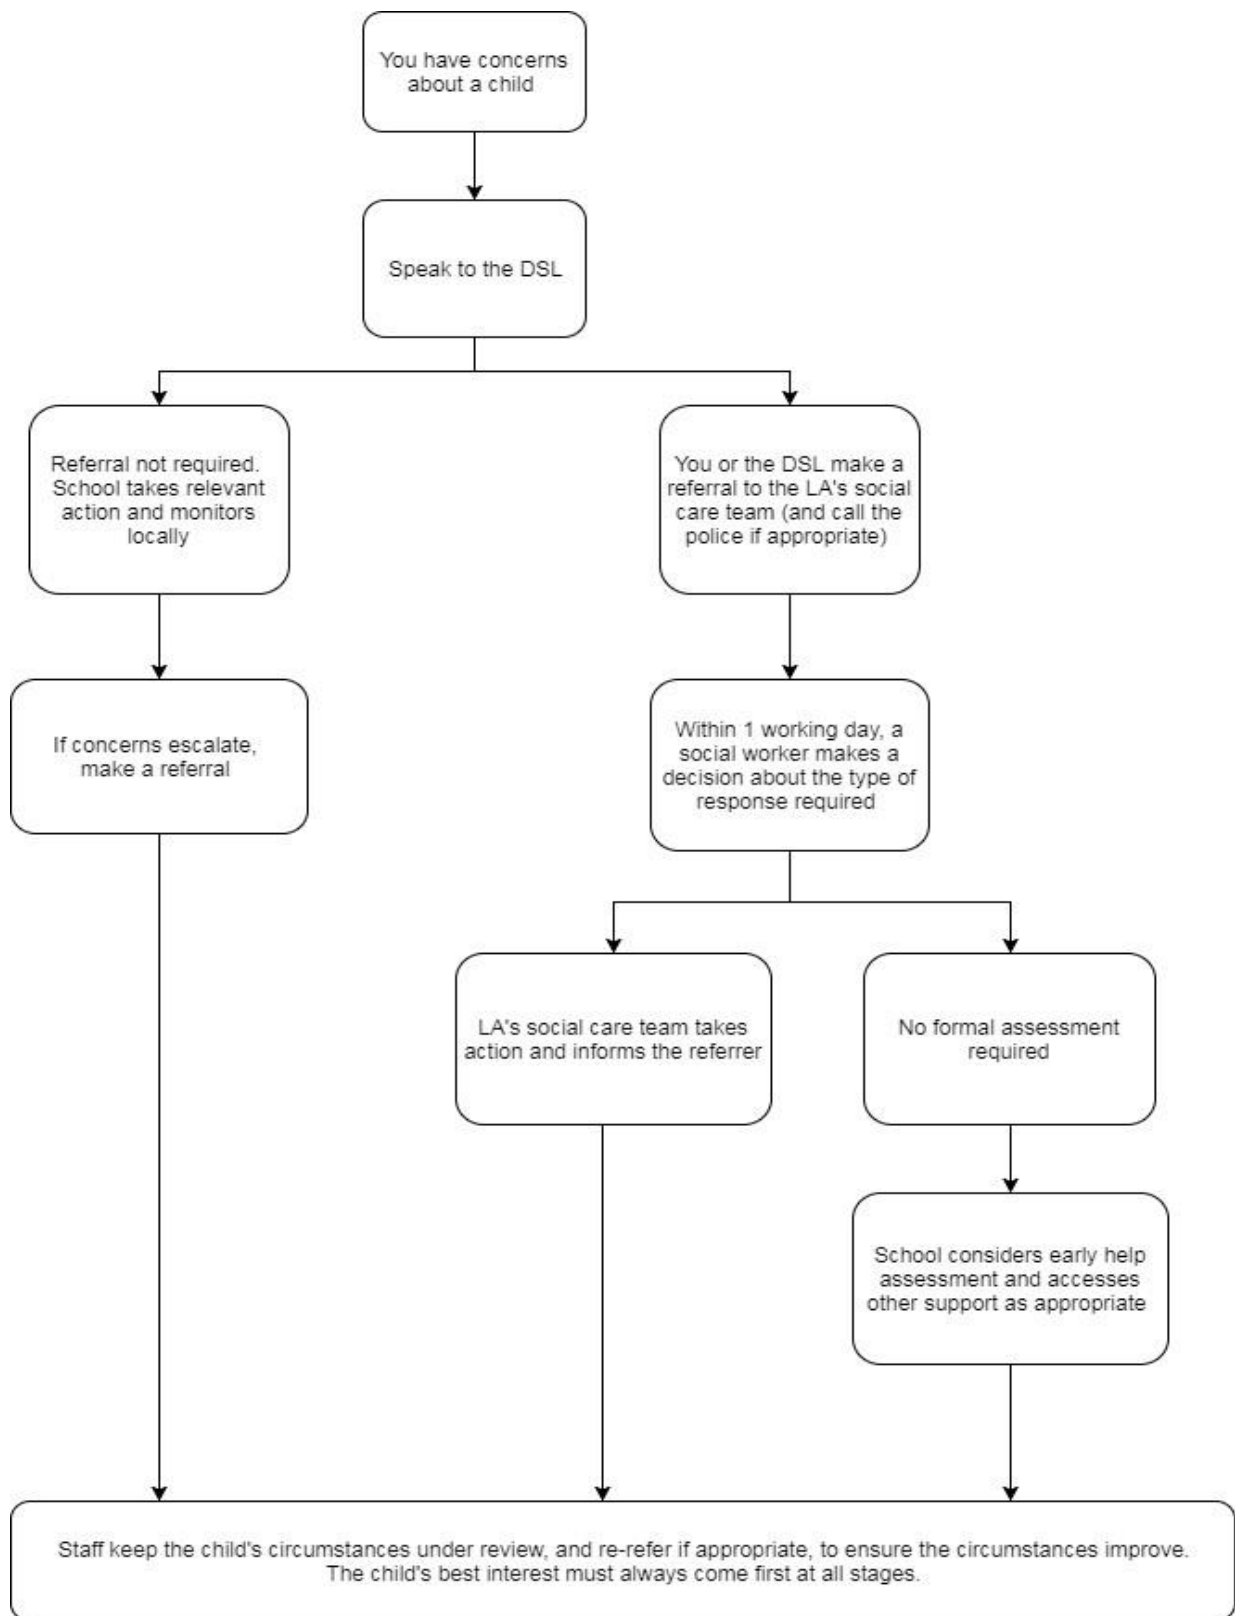 You have concerns
about a child
Speak to the DSL
Referral not required.
School takes relevant
action and monitors
locally
You or the DSL make a
referral to the LA's social
care team (and call the
police if appropriate)
If concerns escalate,
make a referral
Within 1 working day, a
social worker makes a
decision about the type of
response required
LA's social care team takes
action and informs the referrer
No formal assessment
required
School considers early help
assessment and accesses
other support as appropriate
Staff keep the child's circumstances under review, and re-refer if appropriate, to ensure the circumstances improve.
The child's best interest must always come first at all stages.